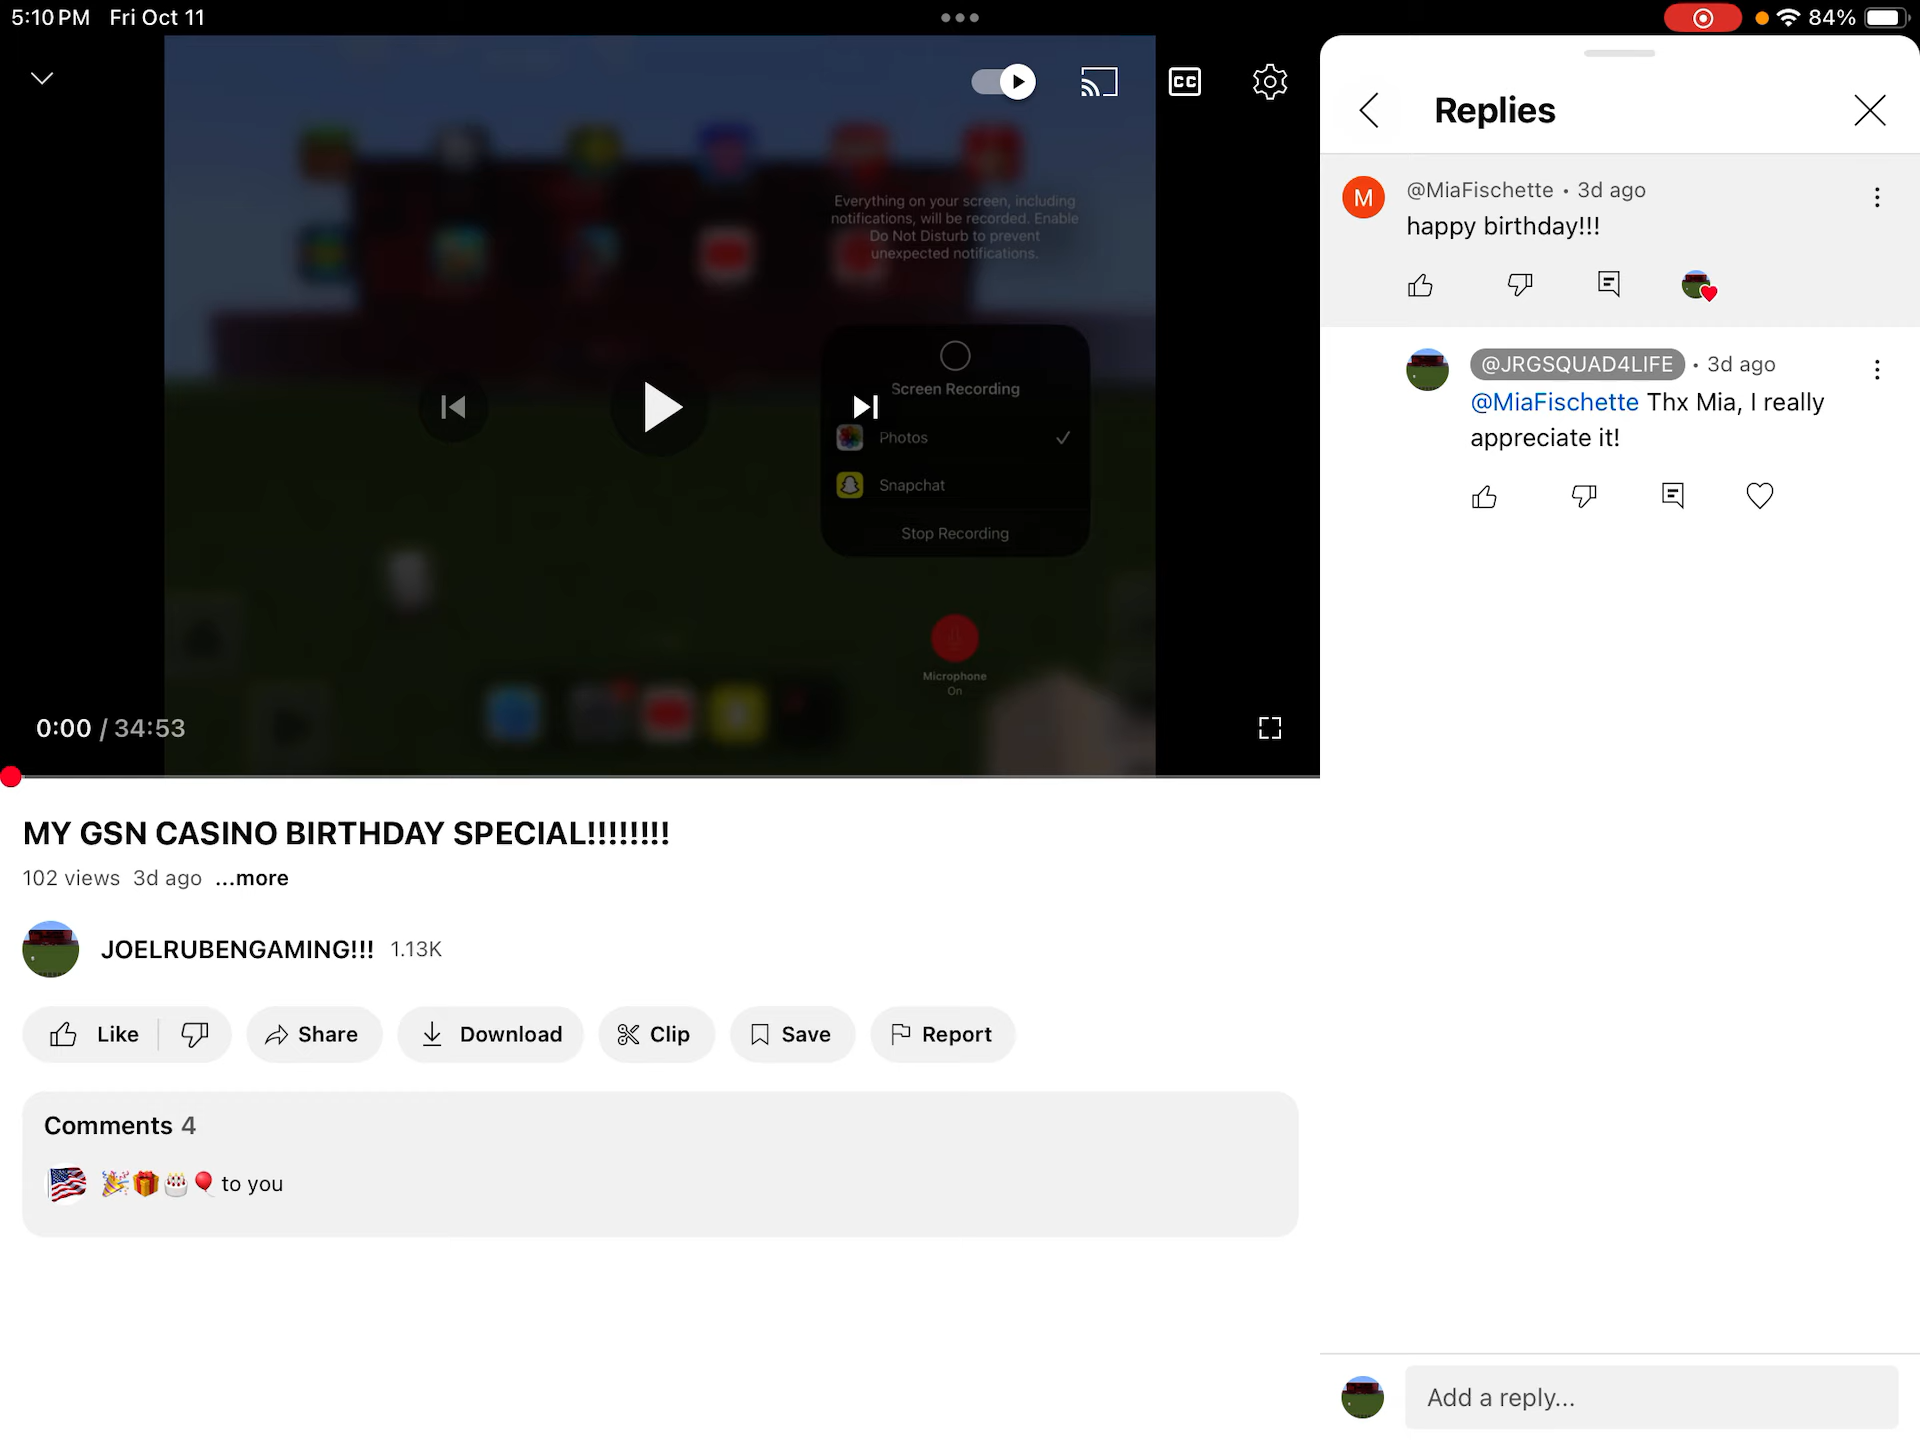 5:10 PM Fri Oct 11
84%
CC
Everything on your screen, including
notifications, will be recorded. Enable
Do Not Disturb to prevent
unexpected notifications.
Screen Recording
Photos
Snapchat
Stop Recording
Microphone
On
0:00 / 34:53
MY GSN CASINO BIRTHDAY SPECIAL!!!!!!!!
102 views 3d ago ...more
JOELRUBENGAMING!!! 1.13K
Like
Share
Download
Clip
Save
Report
Comments 4
🎉🎁🎂🎈 to you
Replies
M
@MiaFischette • 3d ago
happy birthday!!!
@JRGSQUAD4LIFE • 3d ago
@MiaFischette Thx Mia, I really
appreciate it!
Add a reply...